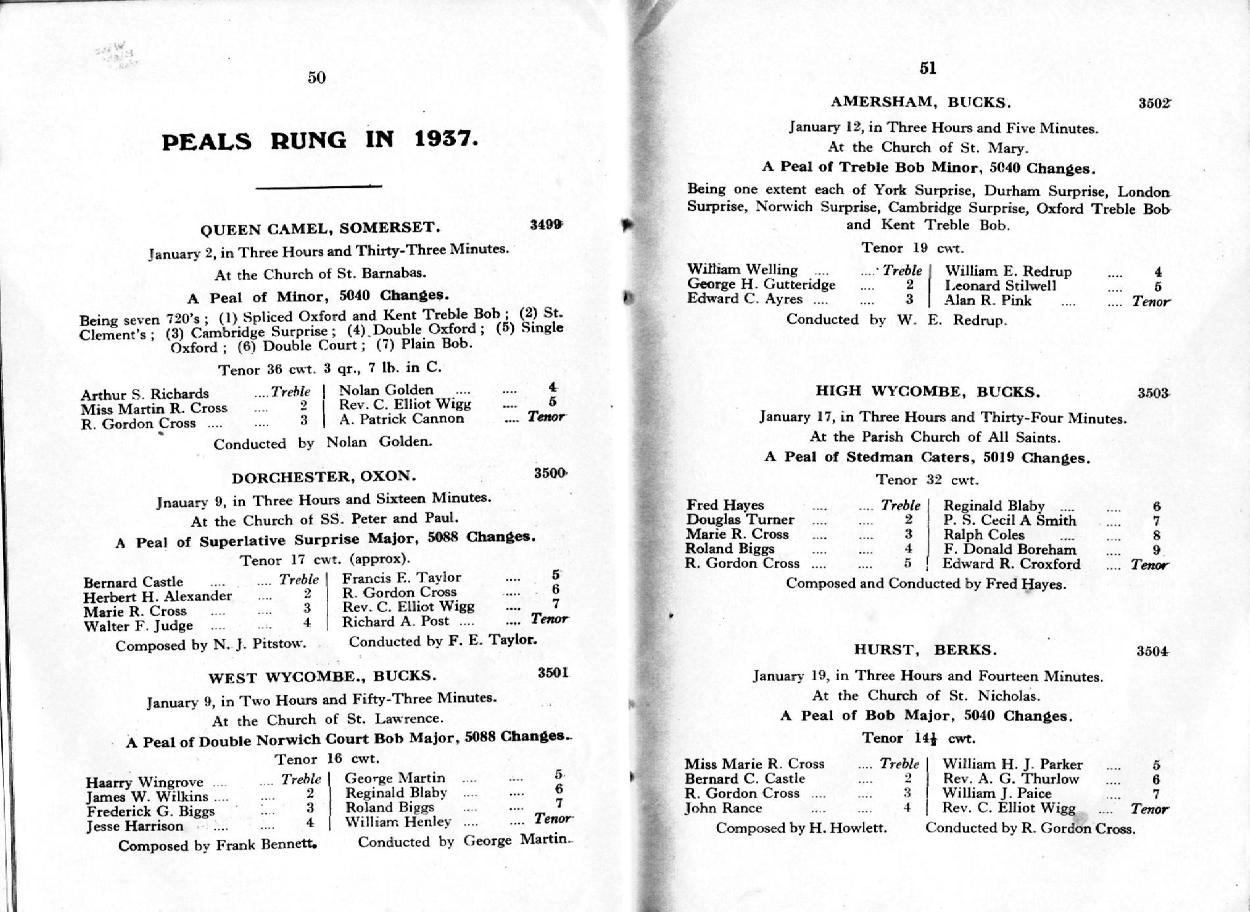 50
PEALS RUNG IN 1937.
QUEEN CAMEL, SOMERSET. 3499
January 2, in Three Hours and Thirty-Three Minutes.
At the Church of St. Barnabas.
A Peal of Minor, 5040 Changes.
Being seven 720's ; (1) Spliced Oxford and Kent Treble Bob ; (2) St.
Clement's ; (3) Cambridge Surprise ; (4) Double Oxford ; (5) Single
Oxford ; (6) Double Court ; (7) Plain Bob.
Tenor 36 cwt. 3 qr., 7 lb. in C.
Arthur S. Richards .... Treble | Nolan Golden .... .... 4
Miss Martin R. Cross .... 2 | Rev. C. Elliot Wigg .... 5
R. Gordon Cross .... .... 3 | A. Patrick Cannon .... Tenor
Conducted by Nolan Golden.
DORCHESTER, OXON. 3500
Jnauary 9, in Three Hours and Sixteen Minutes.
At the Church of SS. Peter and Paul.
A Peal of Superlative Surprise Major, 5088 Changes.
Tenor 17 cwt. (approx).
Bernard Castle .... .... Treble | Francis E. Taylor .... 5
Herbert H. Alexander .... 2 | R. Gordon Cross .... 6
Marie R. Cross .... .... 3 | Rev. C. Elliot Wigg .... 7
Walter F. Judge .... .... 4 | Richard A. Post .... .... Tenor
Composed by N. J. Pitstow. Conducted by F. E. Taylor.
WEST WYCOMBE., BUCKS. 3501
January 9, in Two Hours and Fifty-Three Minutes.
At the Church of St. Lawrence.
A Peal of Double Norwich Court Bob Major, 5088 Changes.
Tenor 16 cwt.
Haarry Wingrove .... .... Treble | George Martin .... .... 5
James W. Wilkins .... .... 2 | Reginald Blaby .... .... 6
Frederick G. Biggs .... 3 | Roland Biggs .... .... 7
Jesse Harrison .... .... 4 | William Henley .... .... Tenor
Composed by Frank Bennett. Conducted by George Martin.
51
AMERSHAM, BUCKS. 3502
January 12, in Three Hours and Five Minutes.
At the Church of St. Mary.
A Peal of Treble Bob Minor, 5040 Changes.
Being one extent each of York Surprise, Durham Surprise, London
Surprise, Norwich Surprise, Cambridge Surprise, Oxford Treble Bob
and Kent Treble Bob.
Tenor 19 cwt.
William Welling .... .... Treble | William E. Redrup .... 4
George H. Gutteridge .... 2 | Leonard Stilwell .... 5
Edward C. Ayres .... .... 3 | Alan R. Pink .... .... Tenor
Conducted by W. E. Redrup.
HIGH WYCOMBE, BUCKS. 3503
January 17, in Three Hours and Thirty-Four Minutes.
At the Parish Church of All Saints.
A Peal of Stedman Caters, 5019 Changes.
Tenor 32 cwt.
Fred Hayes .... .... Treble | Reginald Blaby .... .... 6
Douglas Turner .... .... 2 | P. S. Cecil A Smith .... 7
Marie R. Cross .... .... 3 | Ralph Coles .... .... 8
Roland Biggs .... .... 4 | F. Donald Boreham .... 9
R. Gordon Cross .... .... 5 | Edward R. Croxford .... Tenor
Composed and Conducted by Fred Hayes.
HURST, BERKS. 3504
January 19, in Three Hours and Fourteen Minutes.
At the Church of St. Nicholas.
A Peal of Bob Major, 5040 Changes.
Tenor 14½ cwt.
Miss Marie R. Cross .... Treble | William H. J. Parker .... 5
Bernard C. Castle .... 2 | Rev. A. G. Thurlow .... 6
R. Gordon Cross .... .... 3 | William J. Paice .... 7
John Rance .... .... 4 | Rev. C. Elliot Wigg .... Tenor
Composed by H. Howlett. Conducted by R. Gordon Cross.